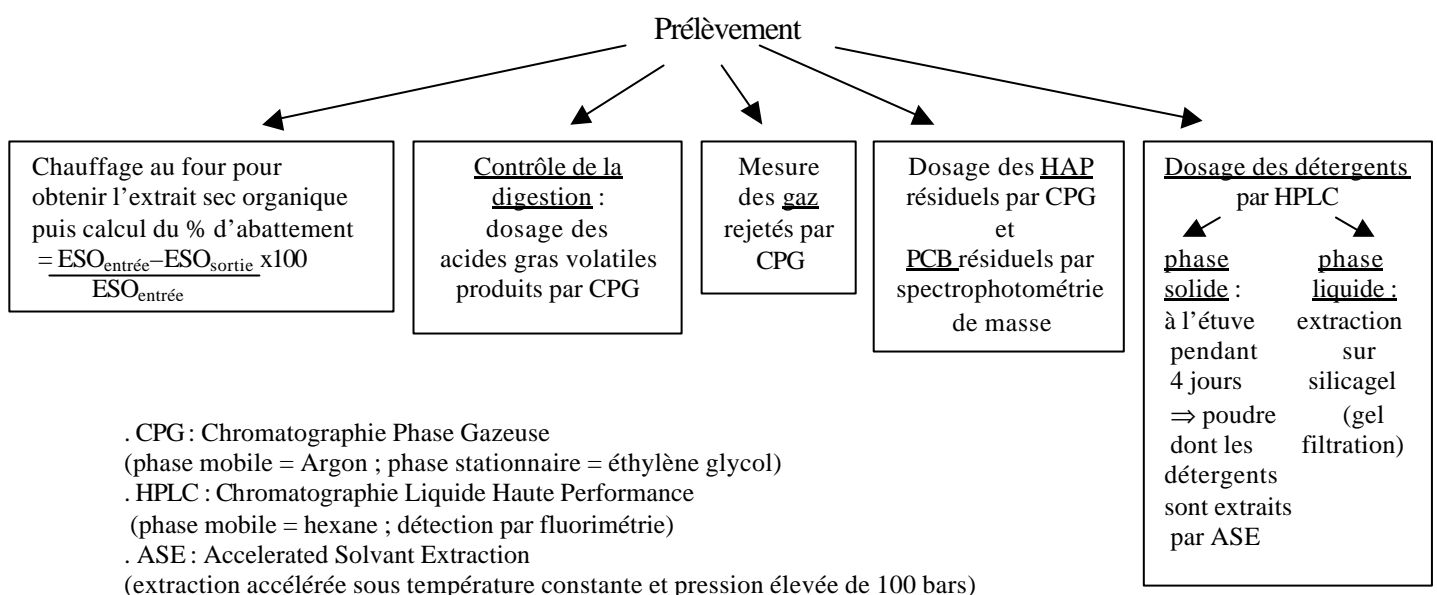 Prélèvement
Chauffage au four pour
obtenir l’extrait sec organique
puis calcul du % d’abattement
= ESOentrée–ESOsortie x100
ESOentrée
Contrôle de la
digestion :
dosage des
acides gras volatiles
produits par CPG
Mesure
des gaz
rejetés par
CPG
Dosage des HAP
résiduels par CPG
et
PCB résiduels par
spectrophotométrie
de masse
Dosage des détergents
par HPLC
phase
solide :
à l’étuve
pendant
4 jours
⇒ poudre
dont les
détergents
sont extraits
par ASE
phase
liquide :
extraction
sur
silicagel
(gel
filtration)
. CPG : Chromatographie Phase Gazeuse
(phase mobile = Argon ; phase stationnaire = éthylène glycol)
. HPLC : Chromatographie Liquide Haute Performance
(phase mobile = hexane ; détection par fluorimétrie)
. ASE : Accelerated Solvant Extraction
(extraction accélérée sous température constante et pression élevée de 100 bars)